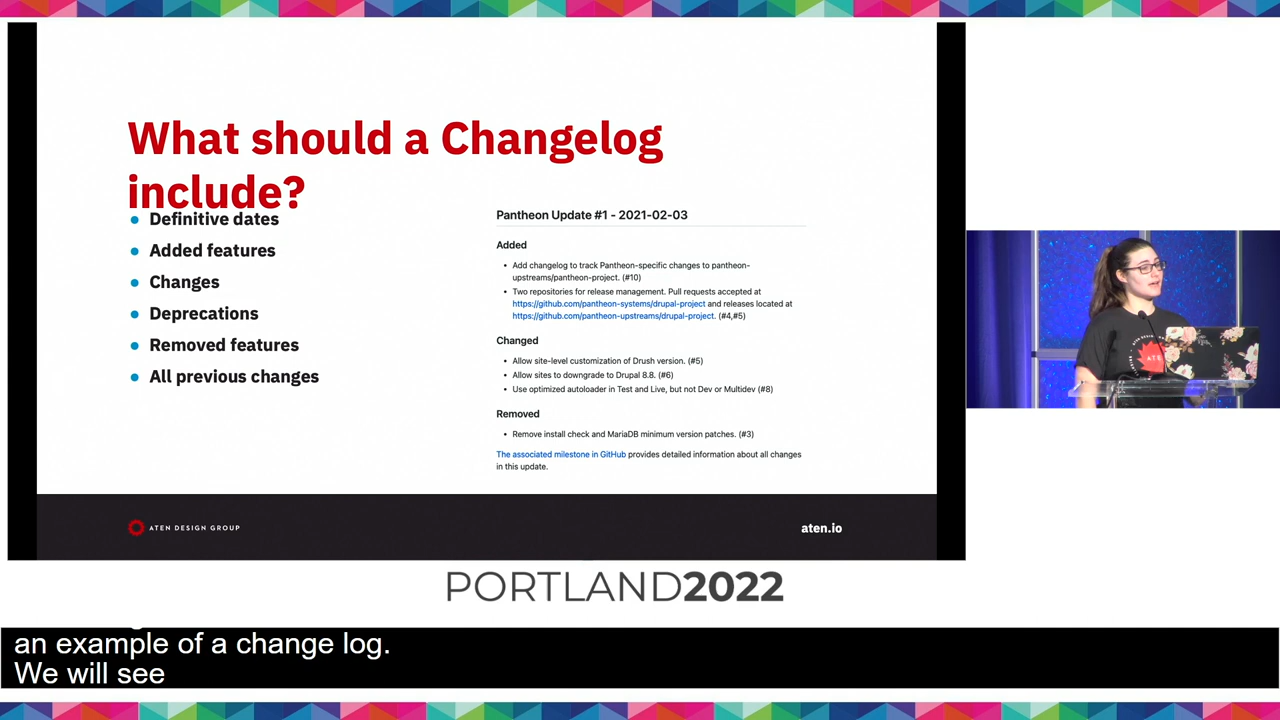 What should a Changelog
include?
Definitive dates
Added features
Changes
Deprecations
Removed features
All previous changes
Pantheon Update #1 - 2021-02-03
Added
Add changelog to track Pantheon-specific changes to pantheon-
upstreams/pantheon-project. (#10)
Two repositories for release management. Pull requests accepted at
https://github.com/pantheon-systems/drupal-project and releases located at
https://github.com/pantheon-upstreams/drupal-project. (#4,#5)
Changed
Allow site-level customization of Drush version. (#5)
Allow sites to downgrade to Drupal 8.8. (#6)
Use optimized autoloader in Test and Live, but not Dev or Multidev (#8)
Removed
Remove install check and MariaDB minimum version patches. (#3)
The associated milestone in GitHub provides detailed information about all changes
in this update.
ATEN DESIGN GROUP
aten.io
ATEN
PORTLAND2022
an example of a change log.
We will see